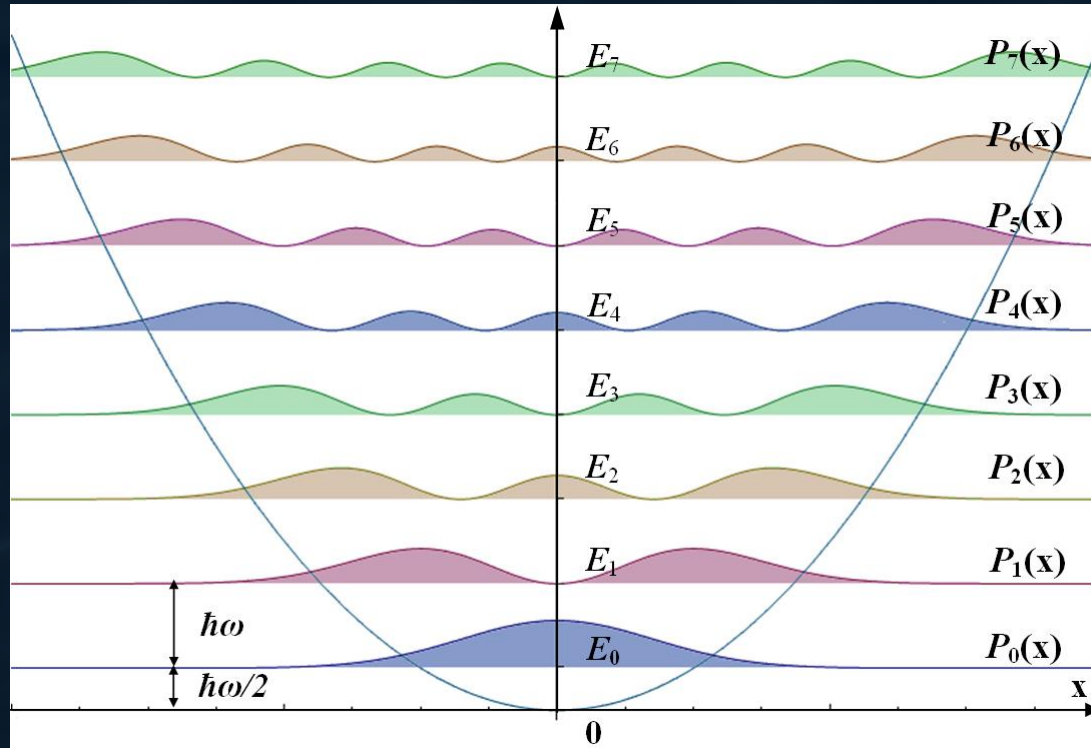 E₇ P₇(x)
E₆ P₆(x)
E₅ P₅(x)
E₄ P₄(x)
E₃ P₃(x)
E₂ P₂(x)
E₁ P₁(x)
ħω
E₀ P₀(x)
ħω/2
x
0